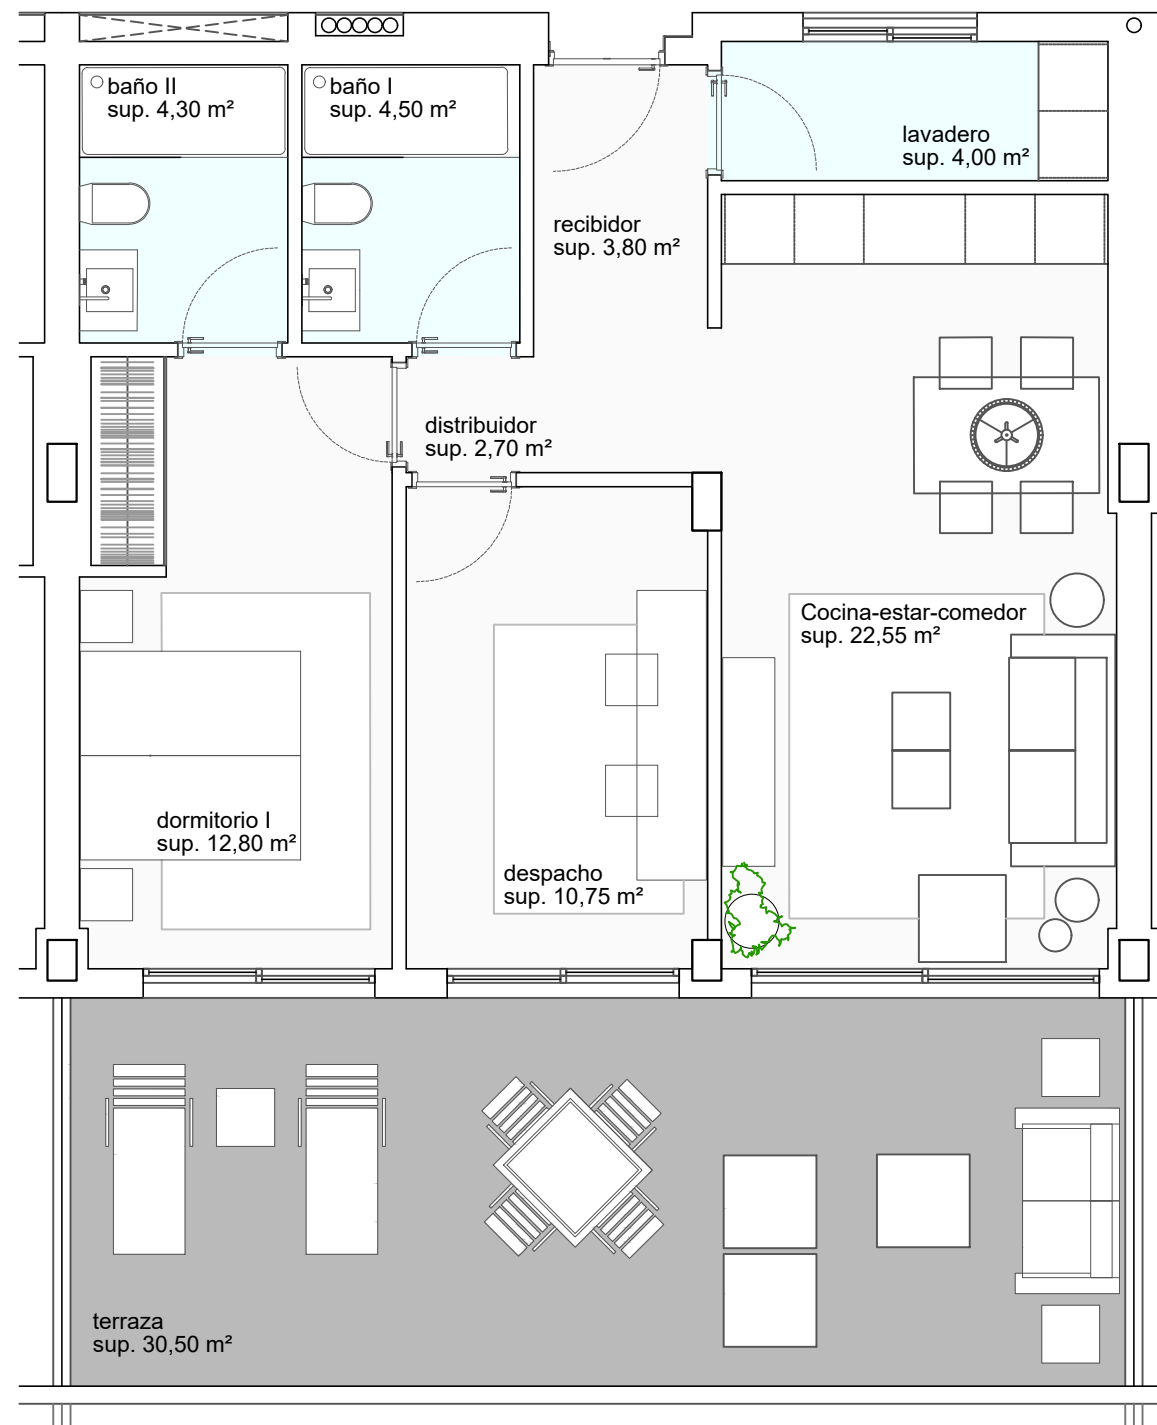 baño II
sup. 4,30 m²
baño I
sup. 4,50 m²
lavadero
sup. 4,00 m²
recibidor
sup. 3,80 m²
distribuidor
sup. 2,70 m²
Cocina-estar-comedor
sup. 22,55 m²
dormitorio I
sup. 12,80 m²
despacho
sup. 10,75 m²
terraza
sup. 30,50 m²